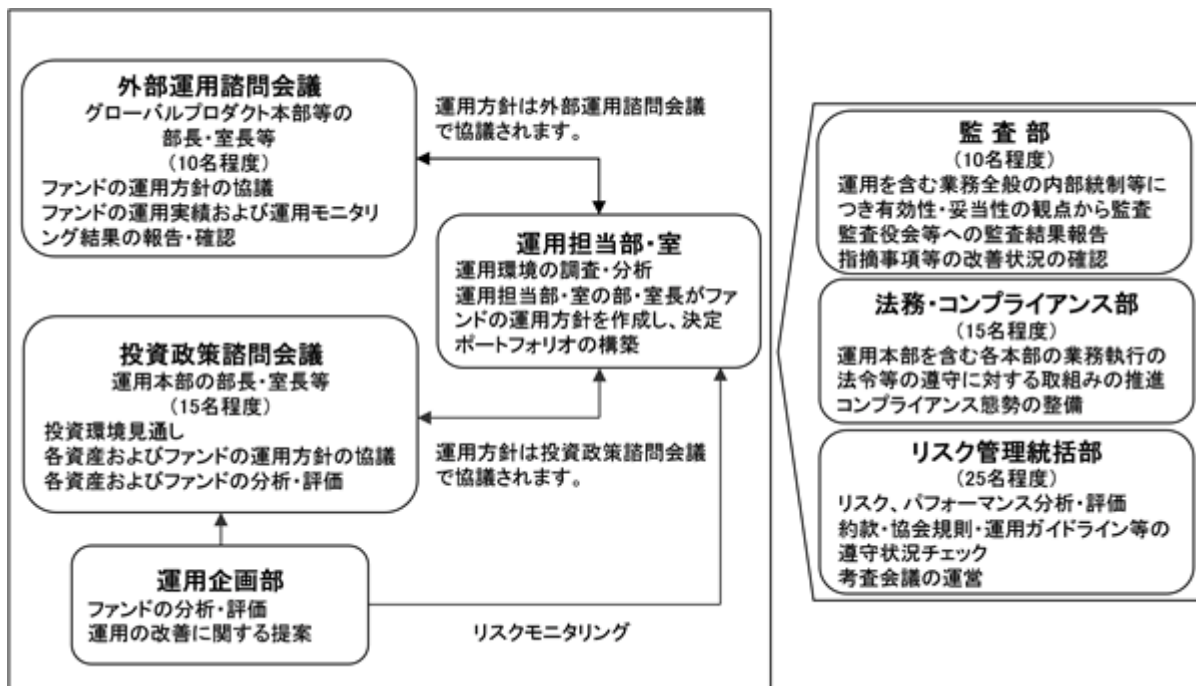 外部運用諮問会議
グローバルプロダクト本部等の
部長・室長等
（10名程度）
ファンドの運用方針の協議
ファンドの運用実績および運用モニタリ
ング結果の報告・確認
運用方針は外部運用諮問会議
で協議されます。
運用担当部・室
運用環境の調査・分析
運用担当部・室の部・室長がファ
ンドの運用方針を作成し、決定
ポートフォリオの構築
投資政策諮問会議
運用本部の部長・室長等
（15名程度）
投資環境見通し
各資産およびファンドの運用方針の協議
各資産およびファンドの分析・評価
運用方針は投資政策諮問会議
で協議されます。
運用企画部
ファンドの分析・評価
運用の改善に関する提案
リスクモニタリング
監 査 部
（10名程度）
運用を含む業務全般の内部統制等に
つき有効性・妥当性の観点から監査
監査役会等への監査結果報告
指摘事項等の改善状況の確認
法務・コンプライアンス部
（15名程度）
運用本部を含む各本部の業務執行の
法令等の遵守に対する取組みの推進
コンプライアンス態勢の整備
リスク管理統括部
（25名程度）
リスク、パフォーマンス分析・評価
約款・協会規則・運用ガイドライン等の
遵守状況チェック
考査会議の運営